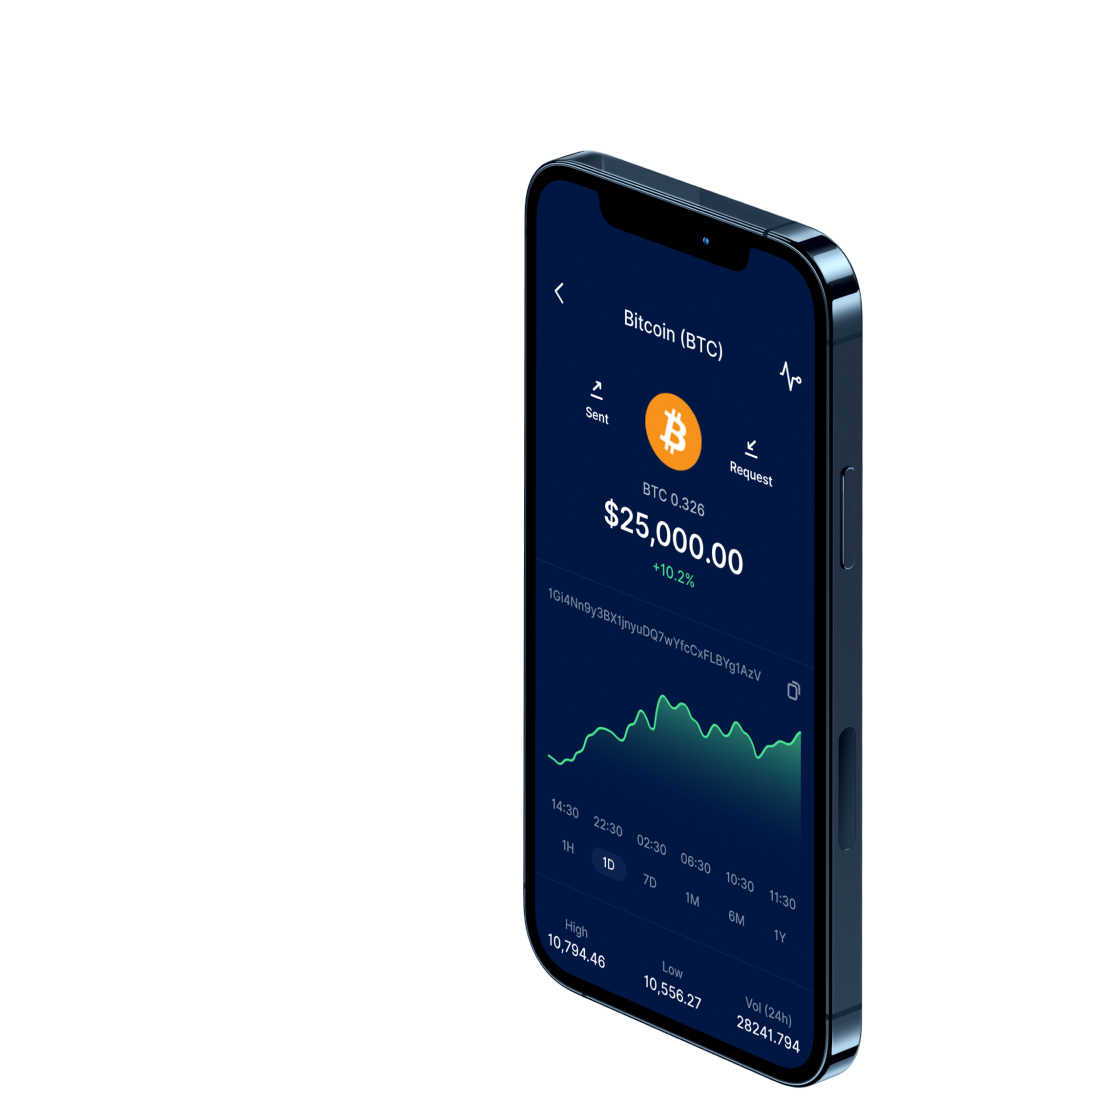 Bitcoin (BTC)
Sent
Request
BTC 0.326
$25,000.00
+10.2%
1Gi4Nn9y3BX1jnyuDQ7wYfcCxFLBYg1AzV
14:30 22:30 02:30 06:30 10:30 11:30
1H 1D 7D 1M 6M 1Y
High Low Vol (24h)
10,794.46 10,556.27 28241.794